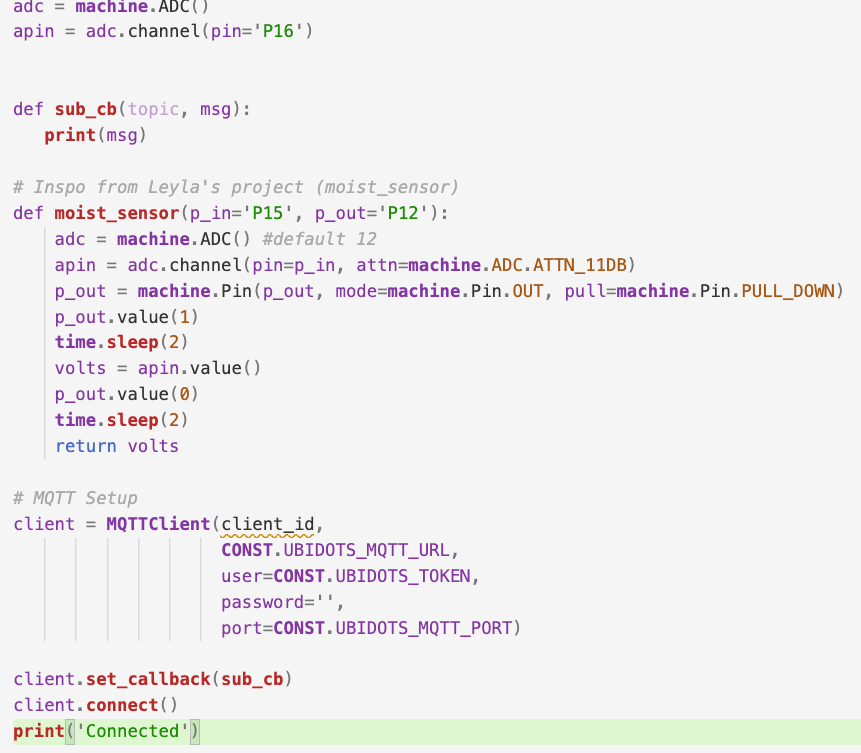 adc = machine.ADC()
apin = adc.channel(pin='P16')
def sub_cb(topic, msg):
print(msg)
# Inspo from Leyla's project (moist_sensor)
def moist_sensor(p_in='P15', p_out='P12'):
adc = machine.ADC() #default 12
apin = adc.channel(pin=p_in, attn=machine.ADC.ATTN_11DB)
p_out = machine.Pin(p_out, mode=machine.Pin.OUT, pull=machine.Pin.PULL_DOWN)
p_out.value(1)
time.sleep(2)
volts = apin.value()
p_out.value(0)
time.sleep(2)
return volts
# MQTT Setup
client = MQTTClient(client_id,
CONST.UBIDOTS_MQTT_URL,
user=CONST.UBIDOTS_TOKEN,
password='',
port=CONST.UBIDOTS_MQTT_PORT)
client.set_callback(sub_cb)
client.connect()
print('Connected')